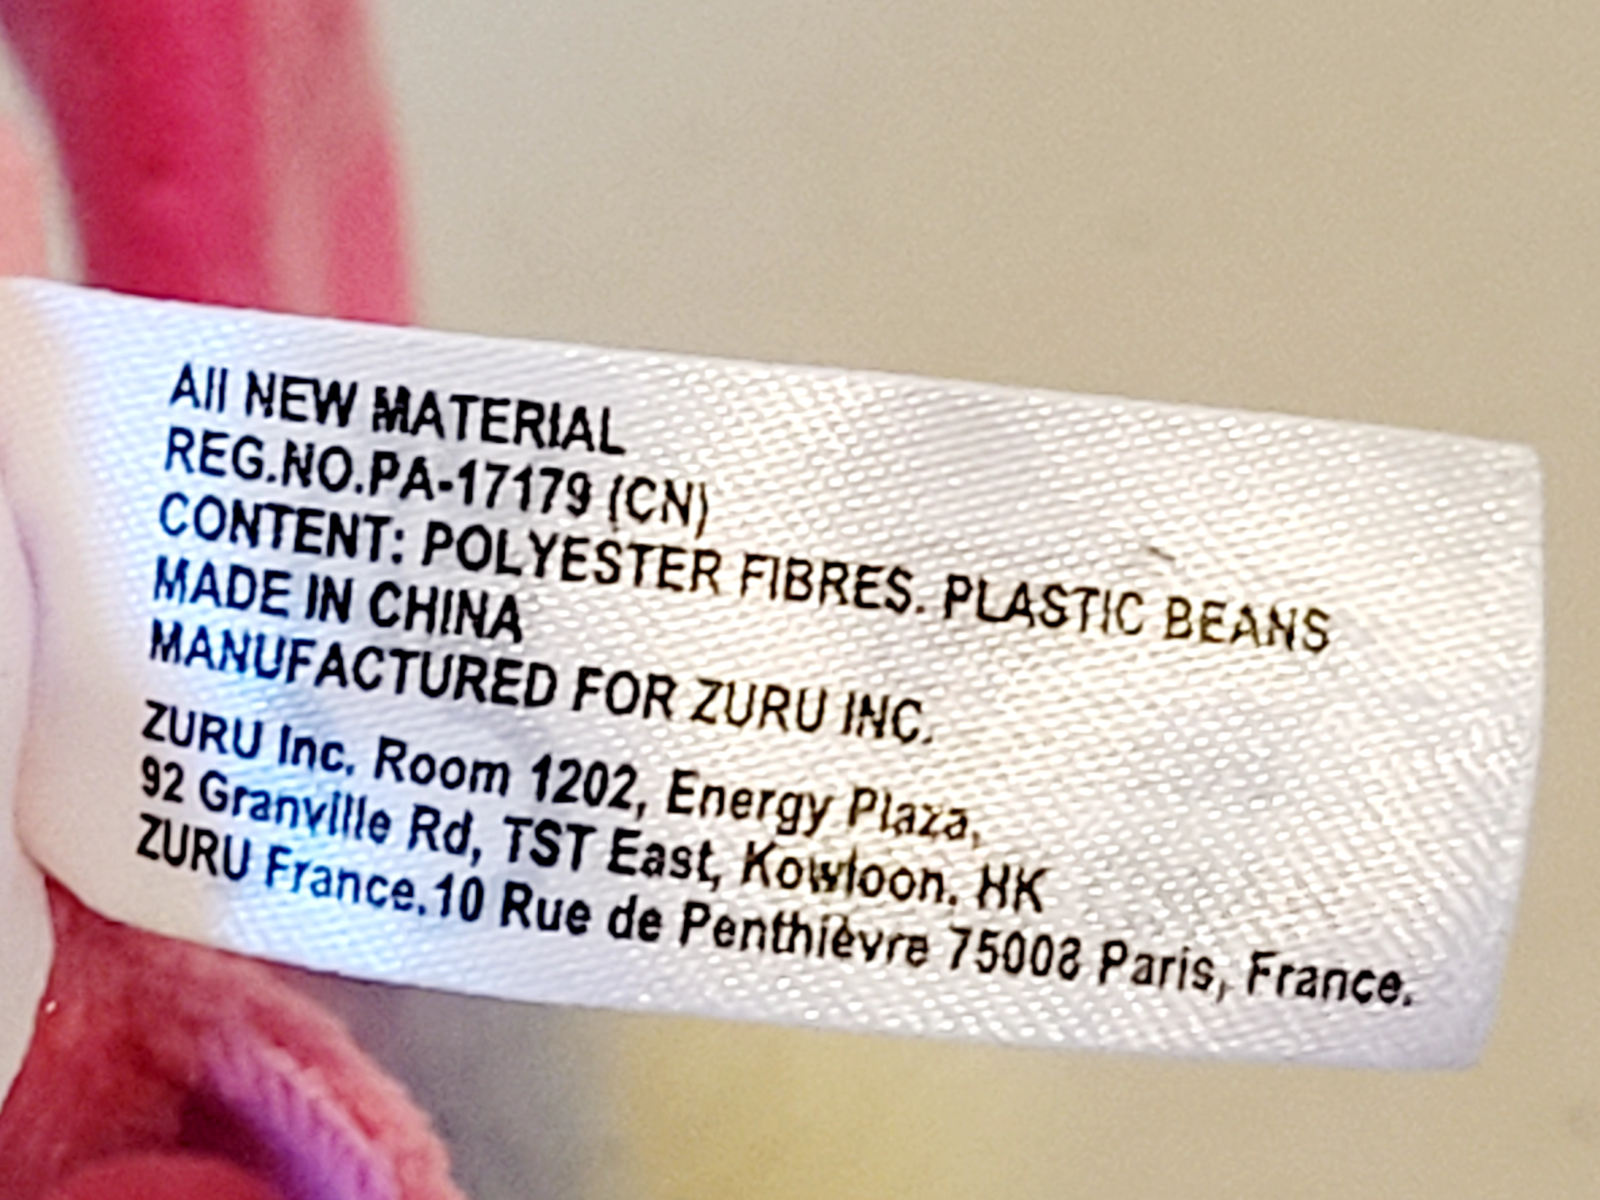 All NEW MATERIAL
REG.NO.PA-17179 (CN)
CONTENT: POLYESTER FIBRES. PLASTIC BEANS
MADE IN CHINA
MANUFACTURED FOR ZURU INC.
ZURU Inc. Room 1202, Energy Plaza,
92 Granville Rd, TST East, Kowloon. HK
ZURU France.10 Rue de Penthièvre 75008 Paris, France.